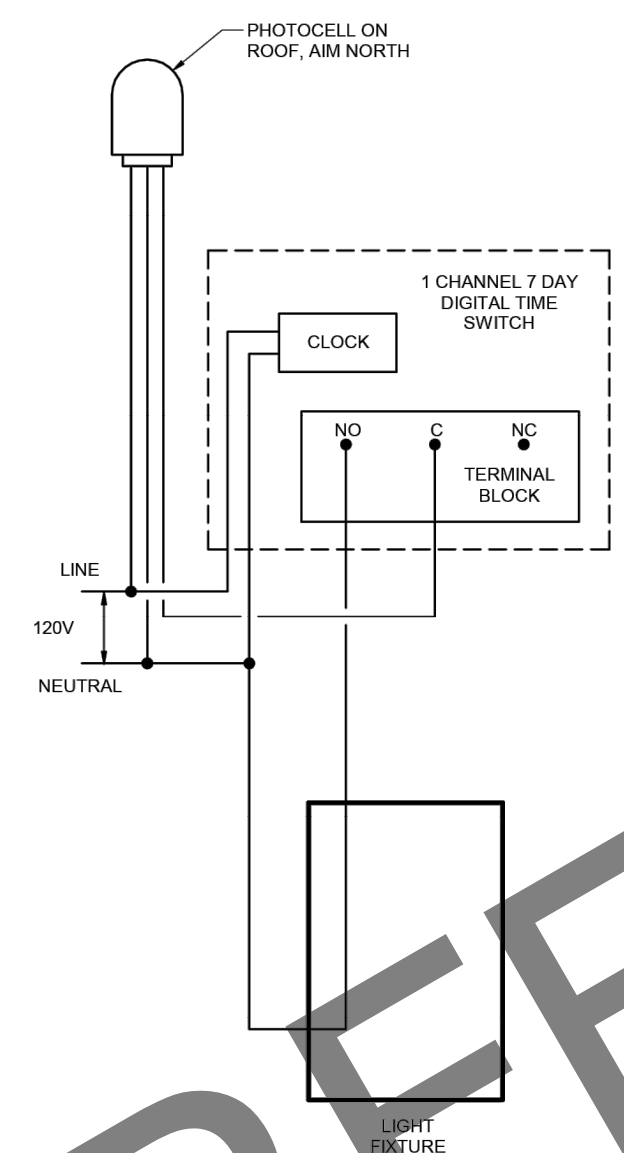 PHOTOCELL ON
ROOF, AIM NORTH
1 CHANNEL 7 DAY
DIGITAL TIME
SWITCH
CLOCK
NO
C
NC
TERMINAL
BLOCK
LINE
120V
NEUTRAL
LIGHT
FIXTURE